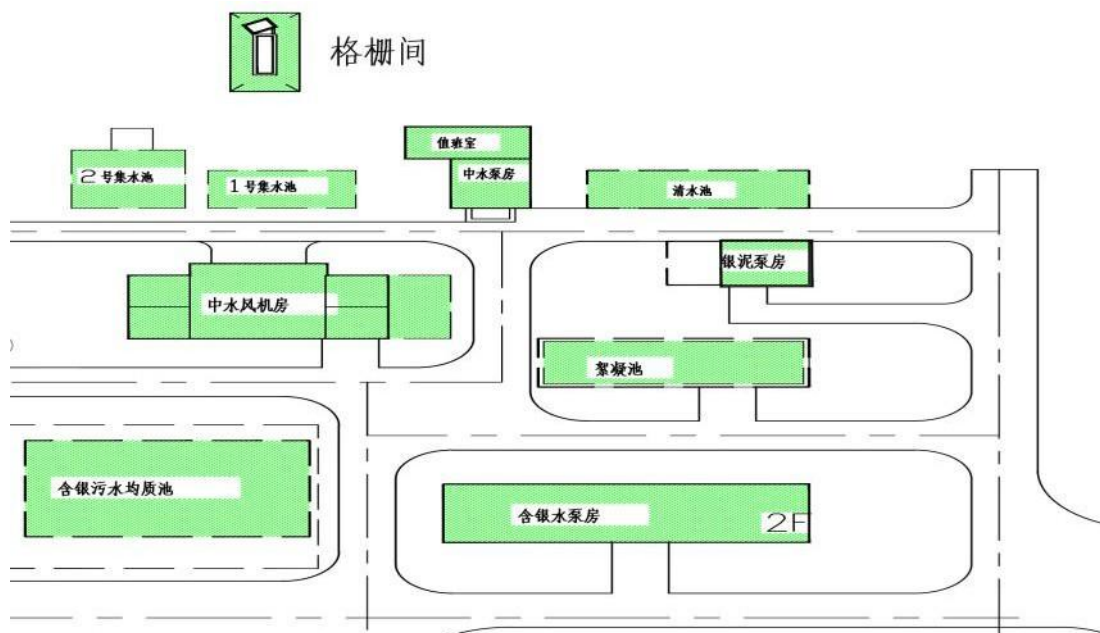 格栅间
值班室
2号集水池
1号集水池
中水泵房
清水池
银泥泵房
中水风机房
絮凝池
含银污水均质池
含银水泵房
2F